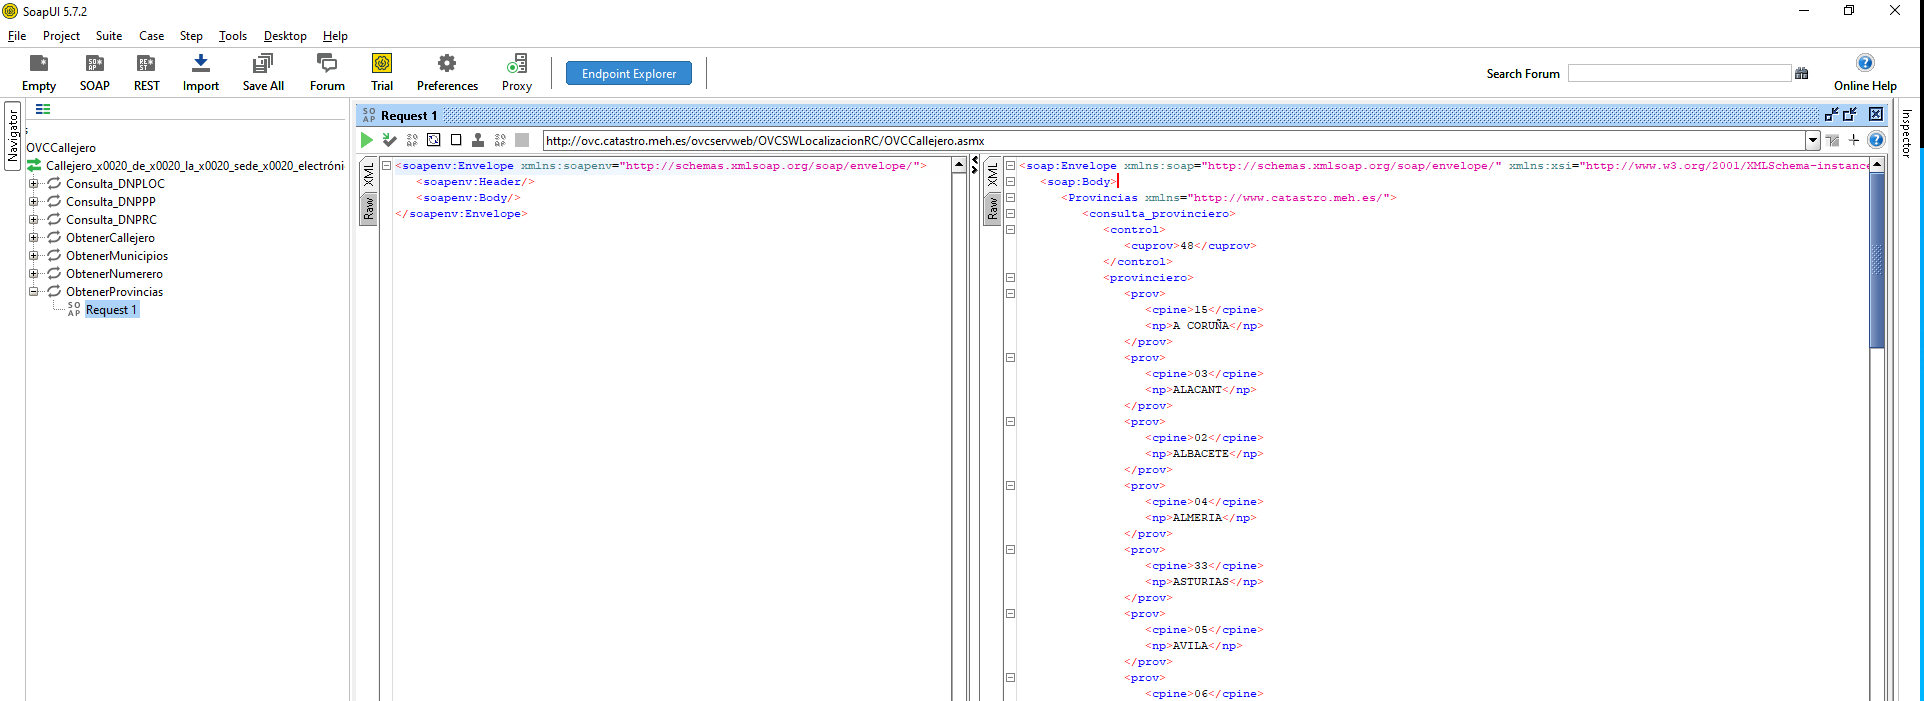 SoapUI 5.7.2
File Project Suite Case Step Tools Desktop Help
Empty SOAP REST Import Save All Forum Trial Preferences Proxy Endpoint Explorer Search Forum Online Help
Navigator
OVCCallejero
Callejero_x0020_de_x0020_la_x0020_sede_x0020_electróni
Consulta_DNPLOC
Consulta_DNPPP
Consulta_DNPRC
ObtenerCallejero
ObtenerMunicipios
ObtenerNumerero
ObtenerProvincias
SOAP Request 1
SOAP Request 1
http://ovc.catastro.meh.es/ovcservweb/OVCSWLocalizacionRC/OVCCallejero.asmx
XML
Raw
<soapenv:Envelope xmlns:soapenv="http://schemas.xmlsoap.org/soap/envelope/">
<soapenv:Header/>
<soapenv:Body/>
</soapenv:Envelope>
XML
Raw
<soap:Envelope xmlns:soap="http://schemas.xmlsoap.org/soap/envelope/" xmlns:xsi="http://www.w3.org/2001/XMLSchema-instance
<soap:Body>
<Provincias xmlns="http://www.catastro.meh.es/">
<consulta_provinciero>
<control>
<cuprov>48</cuprov>
</control>
<provinciero>
<prov>
<cpine>15</cpine>
<np>A CORUÑA</np>
</prov>
<prov>
<cpine>03</cpine>
<np>ALACANT</np>
</prov>
<prov>
<cpine>02</cpine>
<np>ALBACETE</np>
</prov>
<prov>
<cpine>04</cpine>
<np>ALMERIA</np>
</prov>
<prov>
<cpine>33</cpine>
<np>ASTURIAS</np>
</prov>
<prov>
<cpine>05</cpine>
<np>AVILA</np>
</prov>
<prov>
<cpine>06</cpine>
Inspector